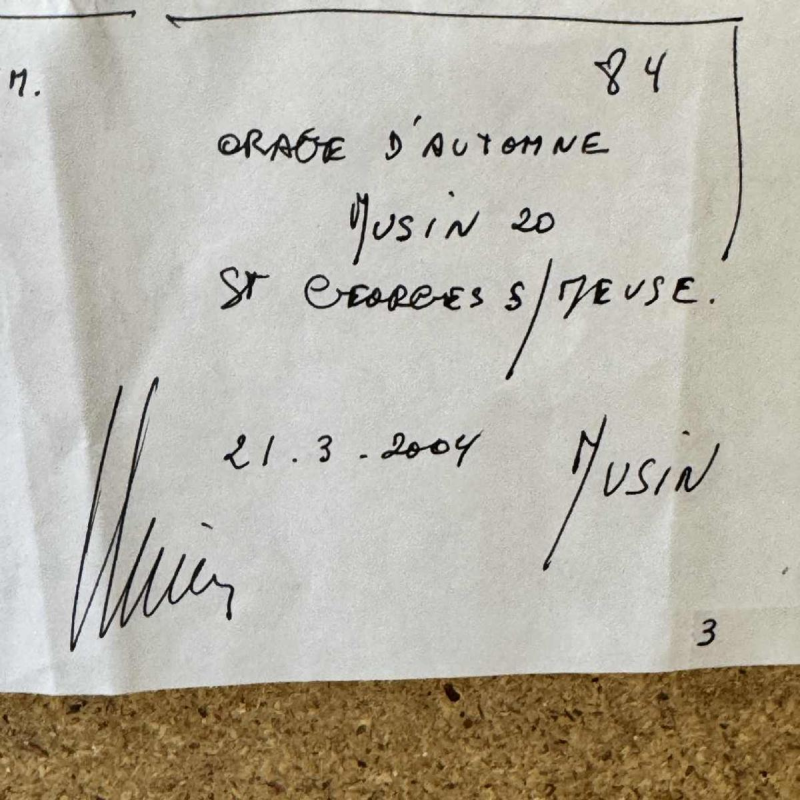 M.
84
ORAGE D'AUTOMNE
MUSiN 20
ST GEORGES S/MEUSE.
21.3.2004 MUSiN
3